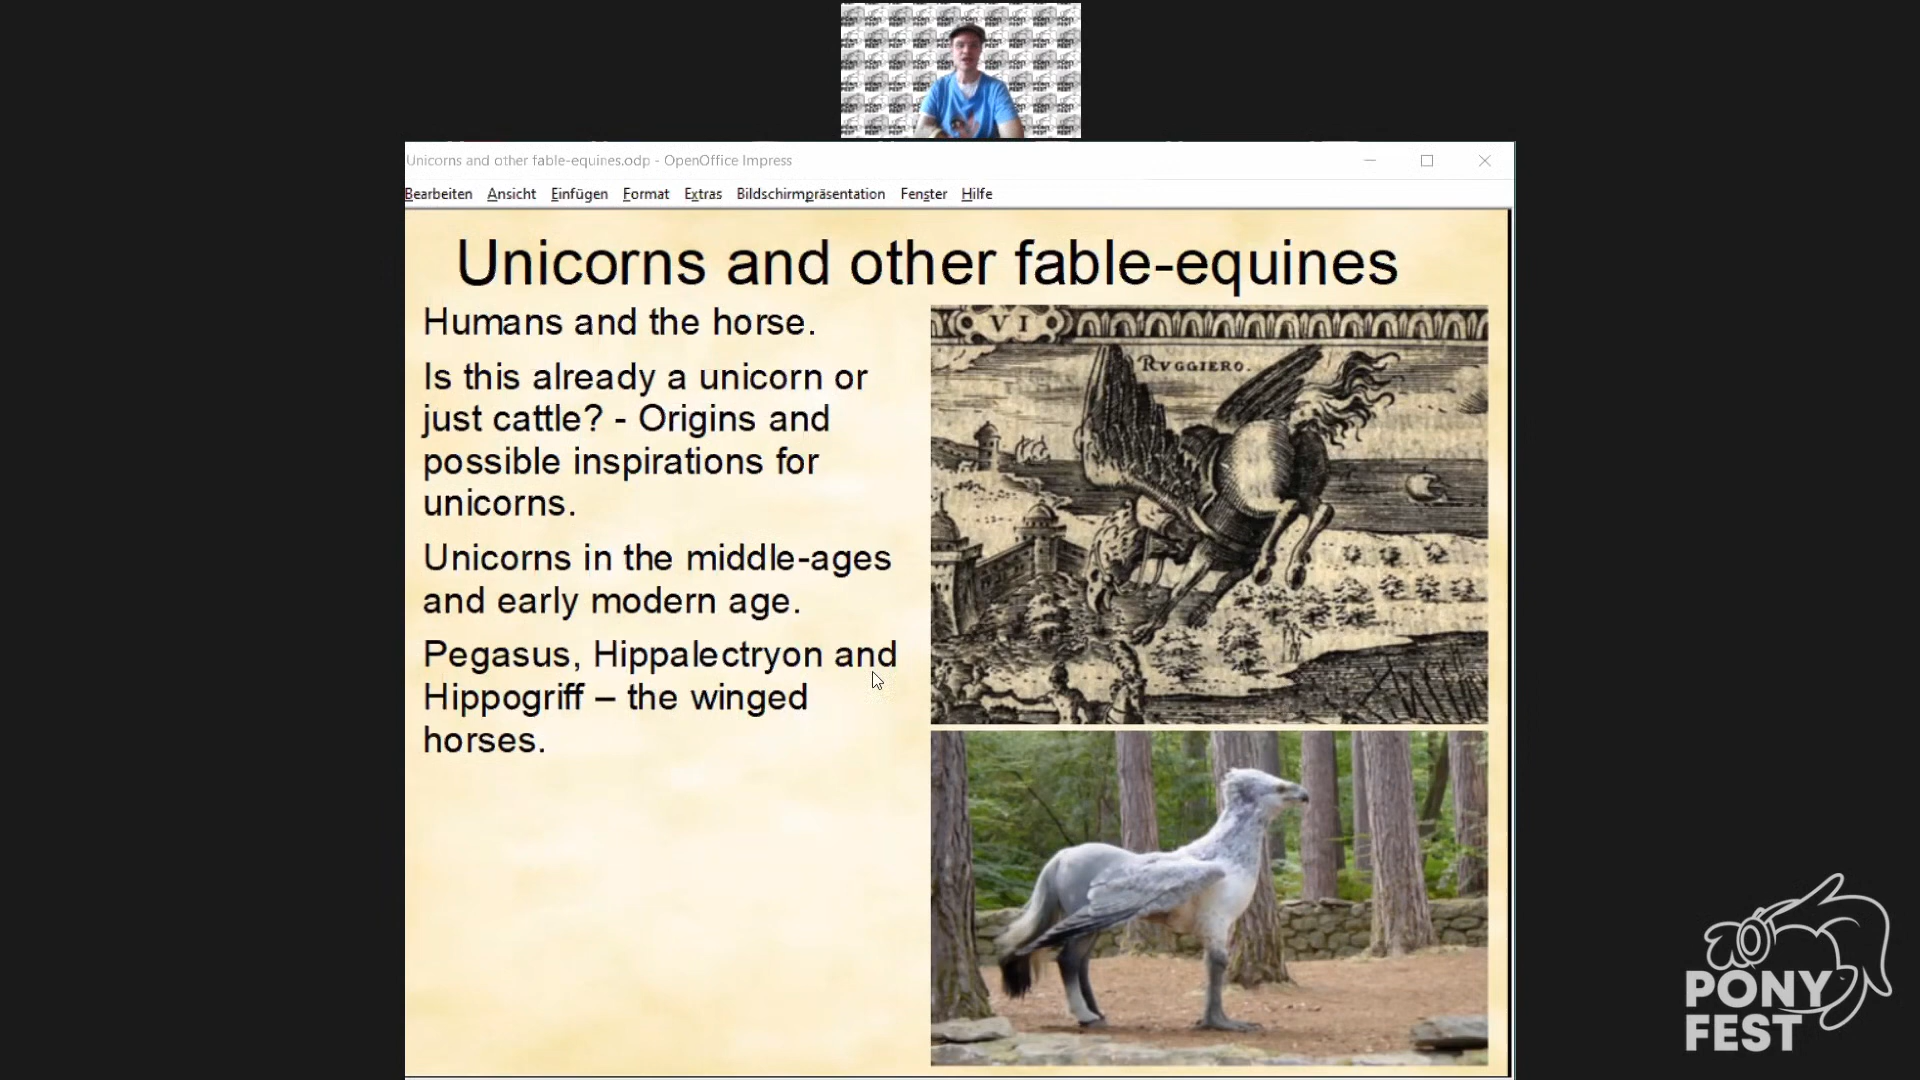 Unicorns and other fable-equines.odp - OpenOffice Impress
Bearbeiten Ansicht Einfügen Format Extras Bildschirmpräsentation Fenster Hilfe
Unicorns and other fable-equines
Humans and the horse.
Is this already a unicorn or
just cattle? - Origins and
possible inspirations for
unicorns.
Unicorns in the middle-ages
and early modern age.
Pegasus, Hippalectryon and
Hippogriff – the winged
horses.
VI
RVGGIERO.
PONY
FEST